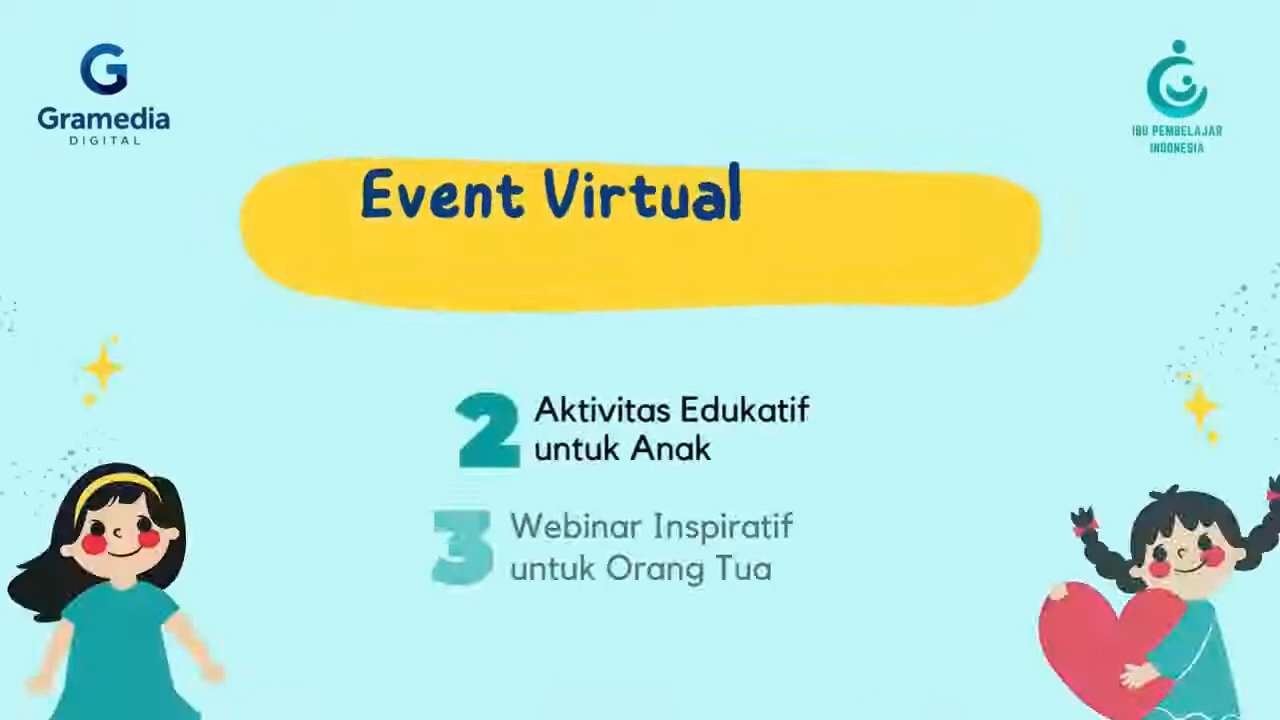 Gramedia
DIGITAL
IBU PEMBELAJAR
INDONESIA
Event Virtual
2 Aktivitas Edukatif
untuk Anak
3 Webinar Inspiratif
untuk Orang Tua